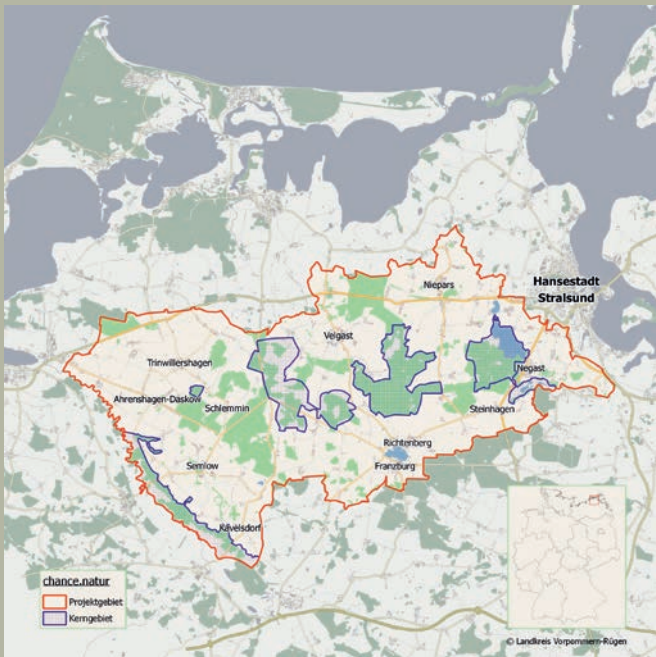 Niepars
Hansestadt
Stralsund
Velgast
Trinwillershagen
Negast
Ahrenshagen-Daskow
Schlemmin
Steinhagen
Richtenberg
Semlow
Franzburg
Kavelsdorf
chance.natur
Projektgebiet
Kerngebiet
© Landkreis Vorpommern-Rügen